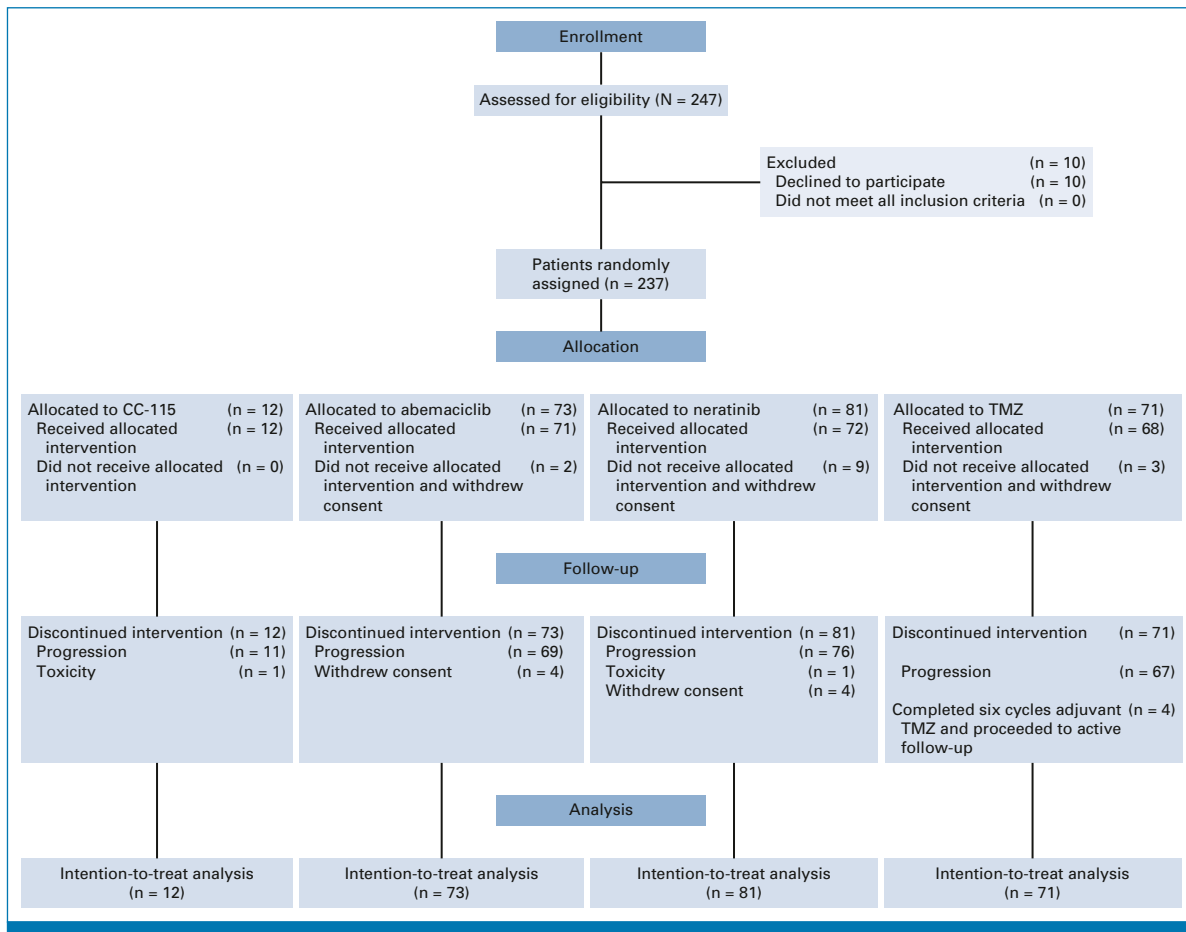 Enrollment
Assessed for eligibility (N = 247)
Excluded (n = 10)
Declined to participate (n = 10)
Did not meet all inclusion criteria (n = 0)
Patients randomly
assigned (n = 237)
Allocation
Allocated to CC-115 (n = 12)
Received allocated (n = 12)
intervention
Did not receive allocated (n = 0)
intervention
Allocated to abemaciclib (n = 73)
Received allocated (n = 71)
intervention
Did not receive allocated (n = 2)
intervention and withdrew
consent
Allocated to neratinib (n = 81)
Received allocated (n = 72)
intervention
Did not receive allocated (n = 9)
intervention and withdrew
consent
Allocated to TMZ (n = 71)
Received allocated (n = 68)
intervention
Did not receive allocated (n = 3)
intervention and withdrew
consent
Follow-up
Discontinued intervention (n = 12)
Progression (n = 11)
Toxicity (n = 1)
Discontinued intervention (n = 73)
Progression (n = 69)
Withdrew consent (n = 4)
Discontinued intervention (n = 81)
Progression (n = 76)
Toxicity (n = 1)
Withdrew consent (n = 4)
Discontinued intervention (n = 71)
Progression (n = 67)
Completed six cycles adjuvant (n = 4)
TMZ and proceeded to active
follow-up
Analysis
Intention-to-treat analysis
(n = 12)
Intention-to-treat analysis
(n = 73)
Intention-to-treat analysis
(n = 81)
Intention-to-treat analysis
(n = 71)